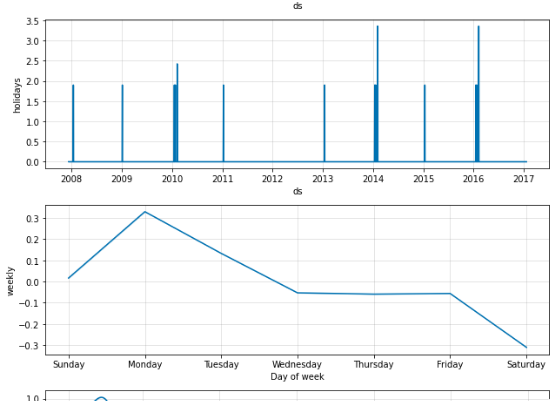 ds
3.5
3.0
2.5
2.0
1.5
1.0
0.5
0.0
holidays
2008 2009 2010 2011 2012 2013 2014 2015 2016 2017
ds
0.3
0.2
0.1
0.0
−0.1
−0.2
−0.3
weekly
Sunday Monday Tuesday Wednesday Thursday Friday Saturday
Day of week
1.0